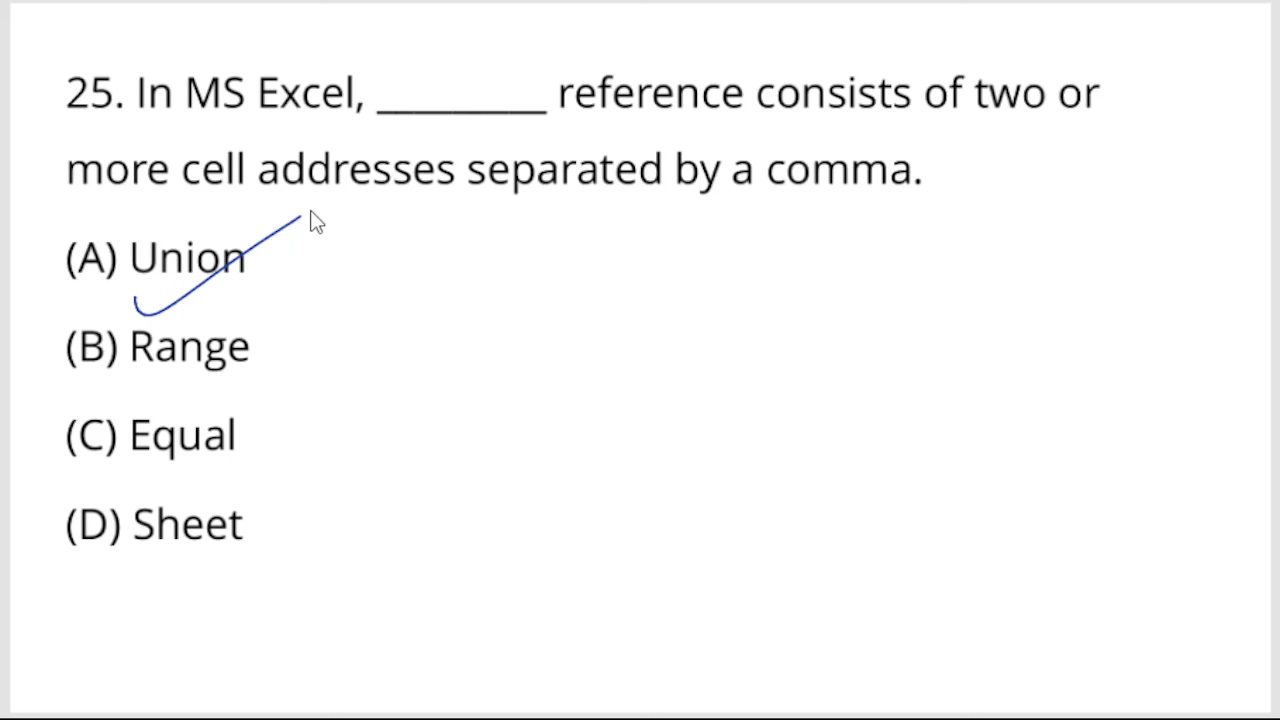 25. In MS Excel, _________ reference consists of two or
more cell addresses separated by a comma.
(A) Union
(B) Range
(C) Equal
(D) Sheet